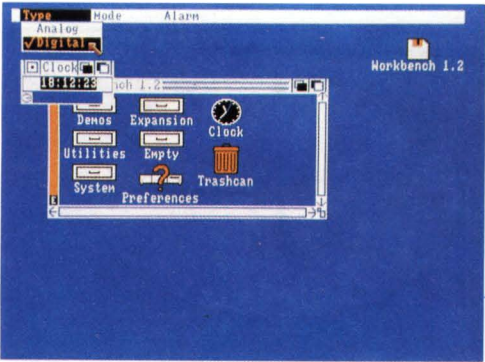 Type Mode Alarm
Analog
✓Digital
Workbench 1.2
Clock
18:12:23
nch 1.2
Demos Expansion Clock
Utilities Empty Trashcan
System Preferences